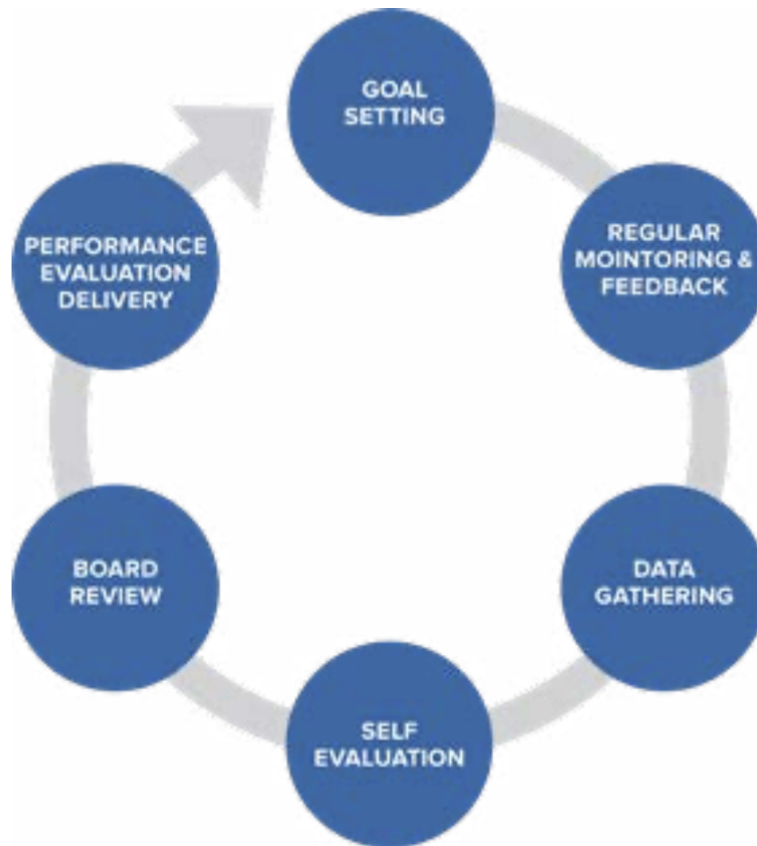 GOAL
SETTING
REGULAR
MOINTORING &
FEEDBACK
DATA
GATHERING
SELF
EVALUATION
BOARD
REVIEW
PERFORMANCE
EVALUATION
DELIVERY